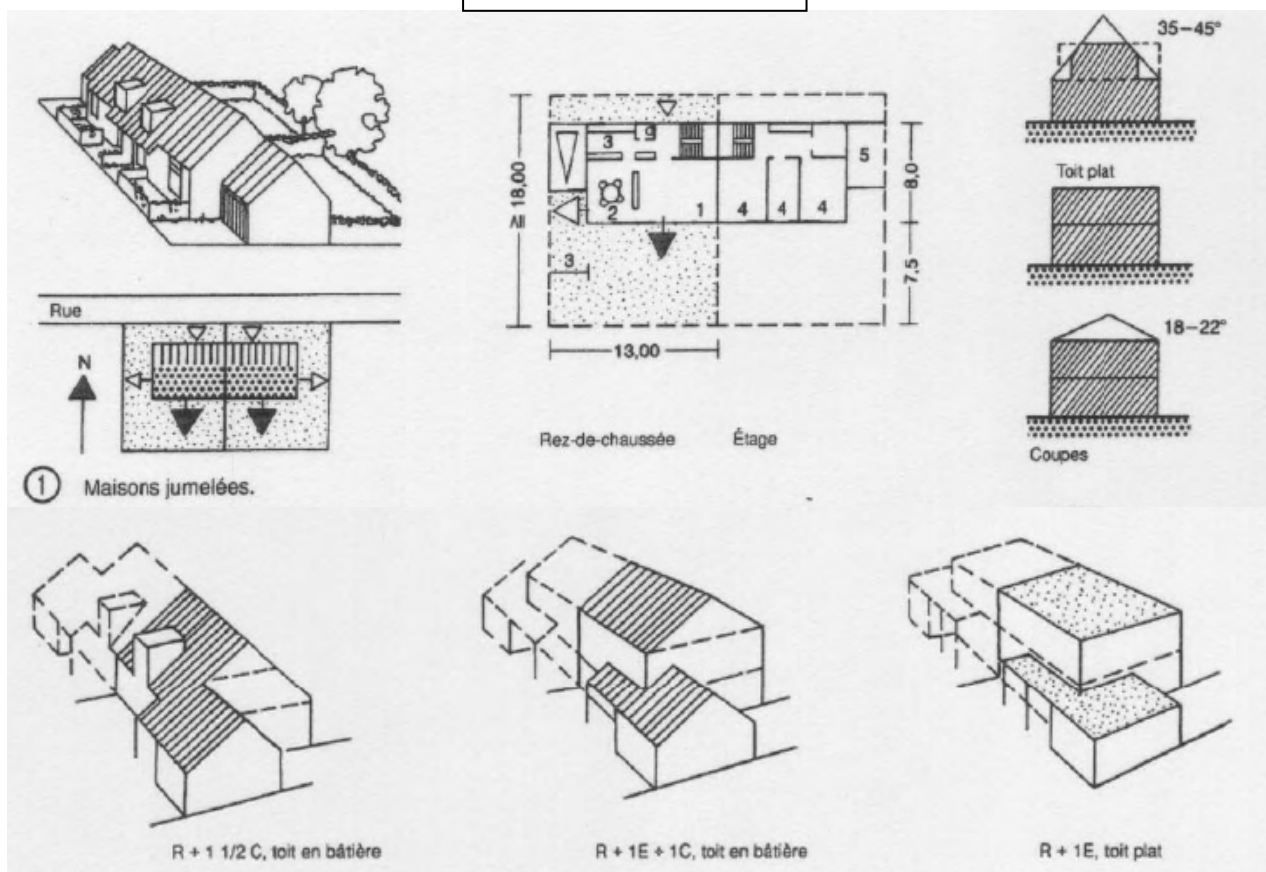 35–45°
Toit plat
18–22°
Coupes
All 18,00
3
9
5
2
1
4
4
4
3
8,0
7,5
13,00
Rez-de-chaussée
Étage
Rue
N
1 Maisons jumelées.
R + 1 1/2 C, toit en bâtière
R + 1E + 1C, toit en bâtière
R + 1E, toit plat